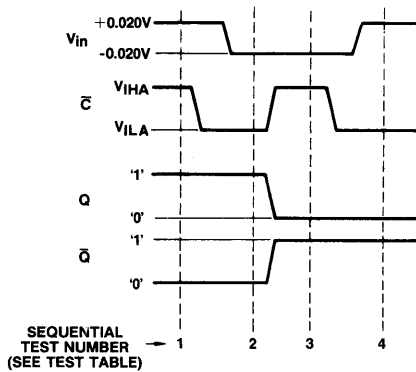 +0.020V
Vin
-0.020V
VIHA
C̅
VILA
'1'
Q
'0'
'1'
Q̅
'0'
SEQUENTIAL
TEST NUMBER → 1 2 3 4
(SEE TEST TABLE)